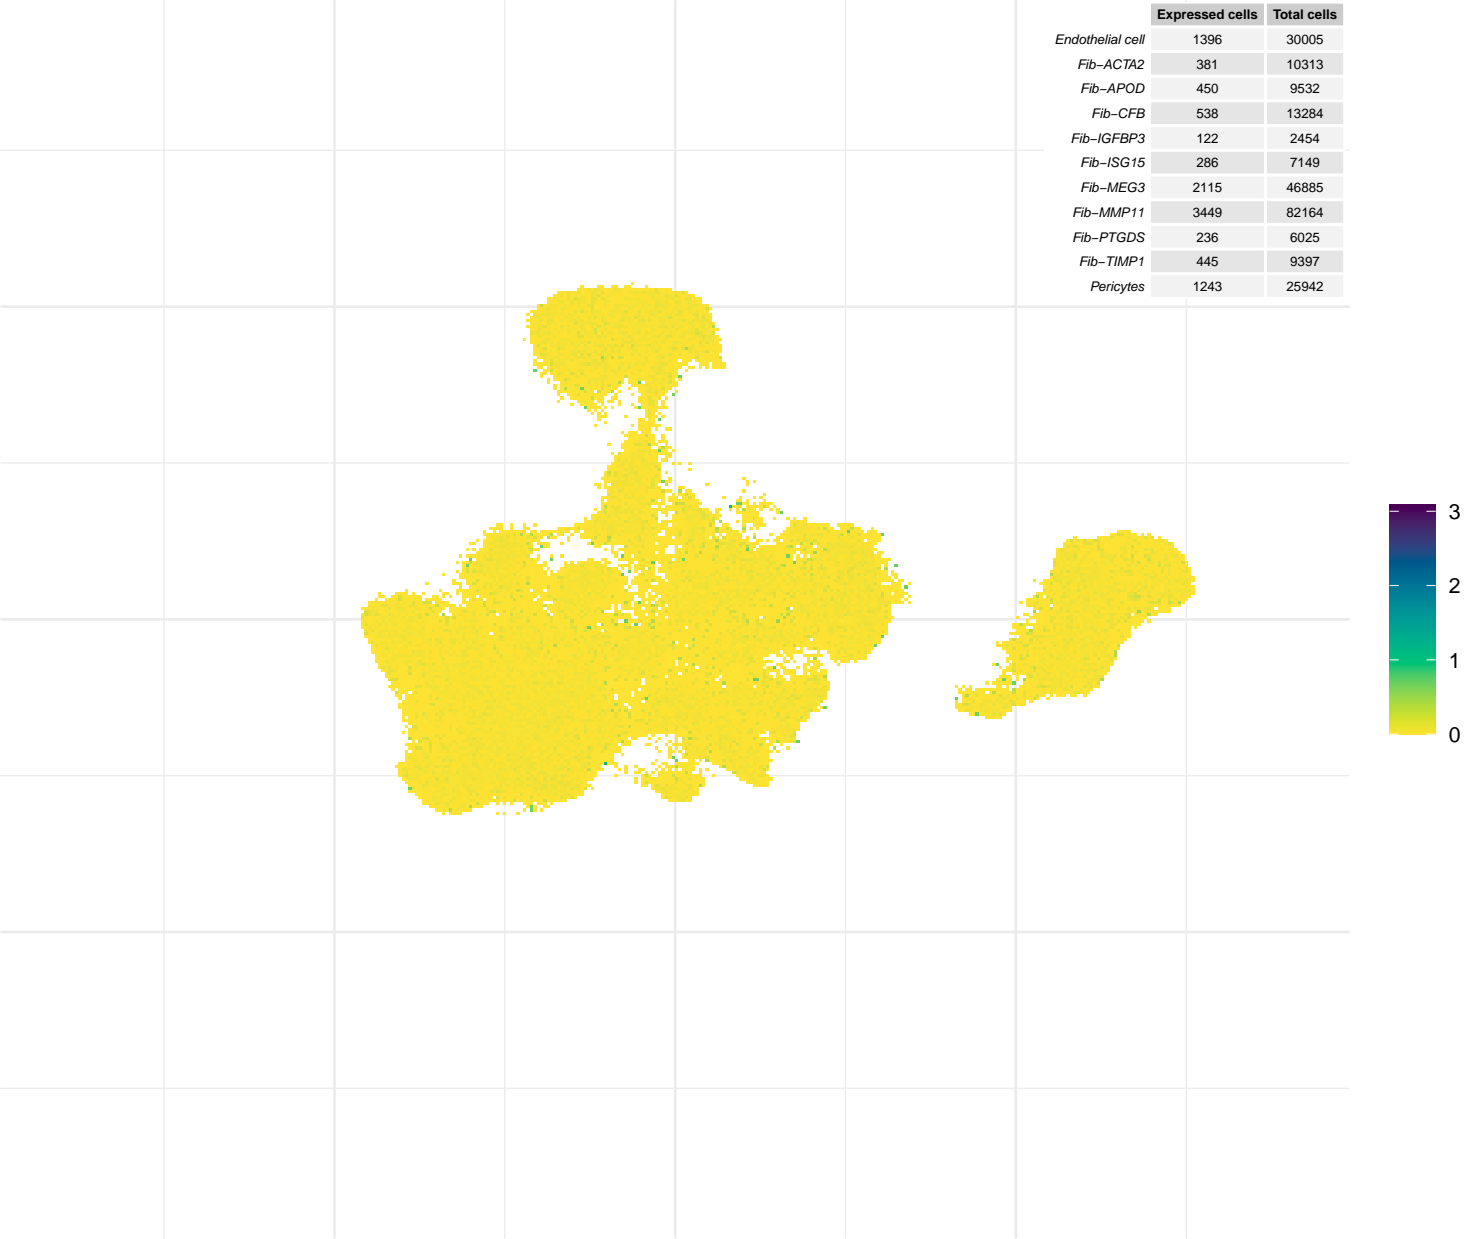 Expressed cells Total cells
Endothelial cell 1396 30005
Fib−ACTA2 381 10313
Fib−APOD 450 9532
Fib−CFB 538 13284
Fib−IGFBP3 122 2454
Fib−ISG15 286 7149
Fib−MEG3 2115 46885
Fib−MMP11 3449 82164
Fib−PTGDS 236 6025
Fib−TIMP1 445 9397
Pericytes 1243 25942
3
2
1
0